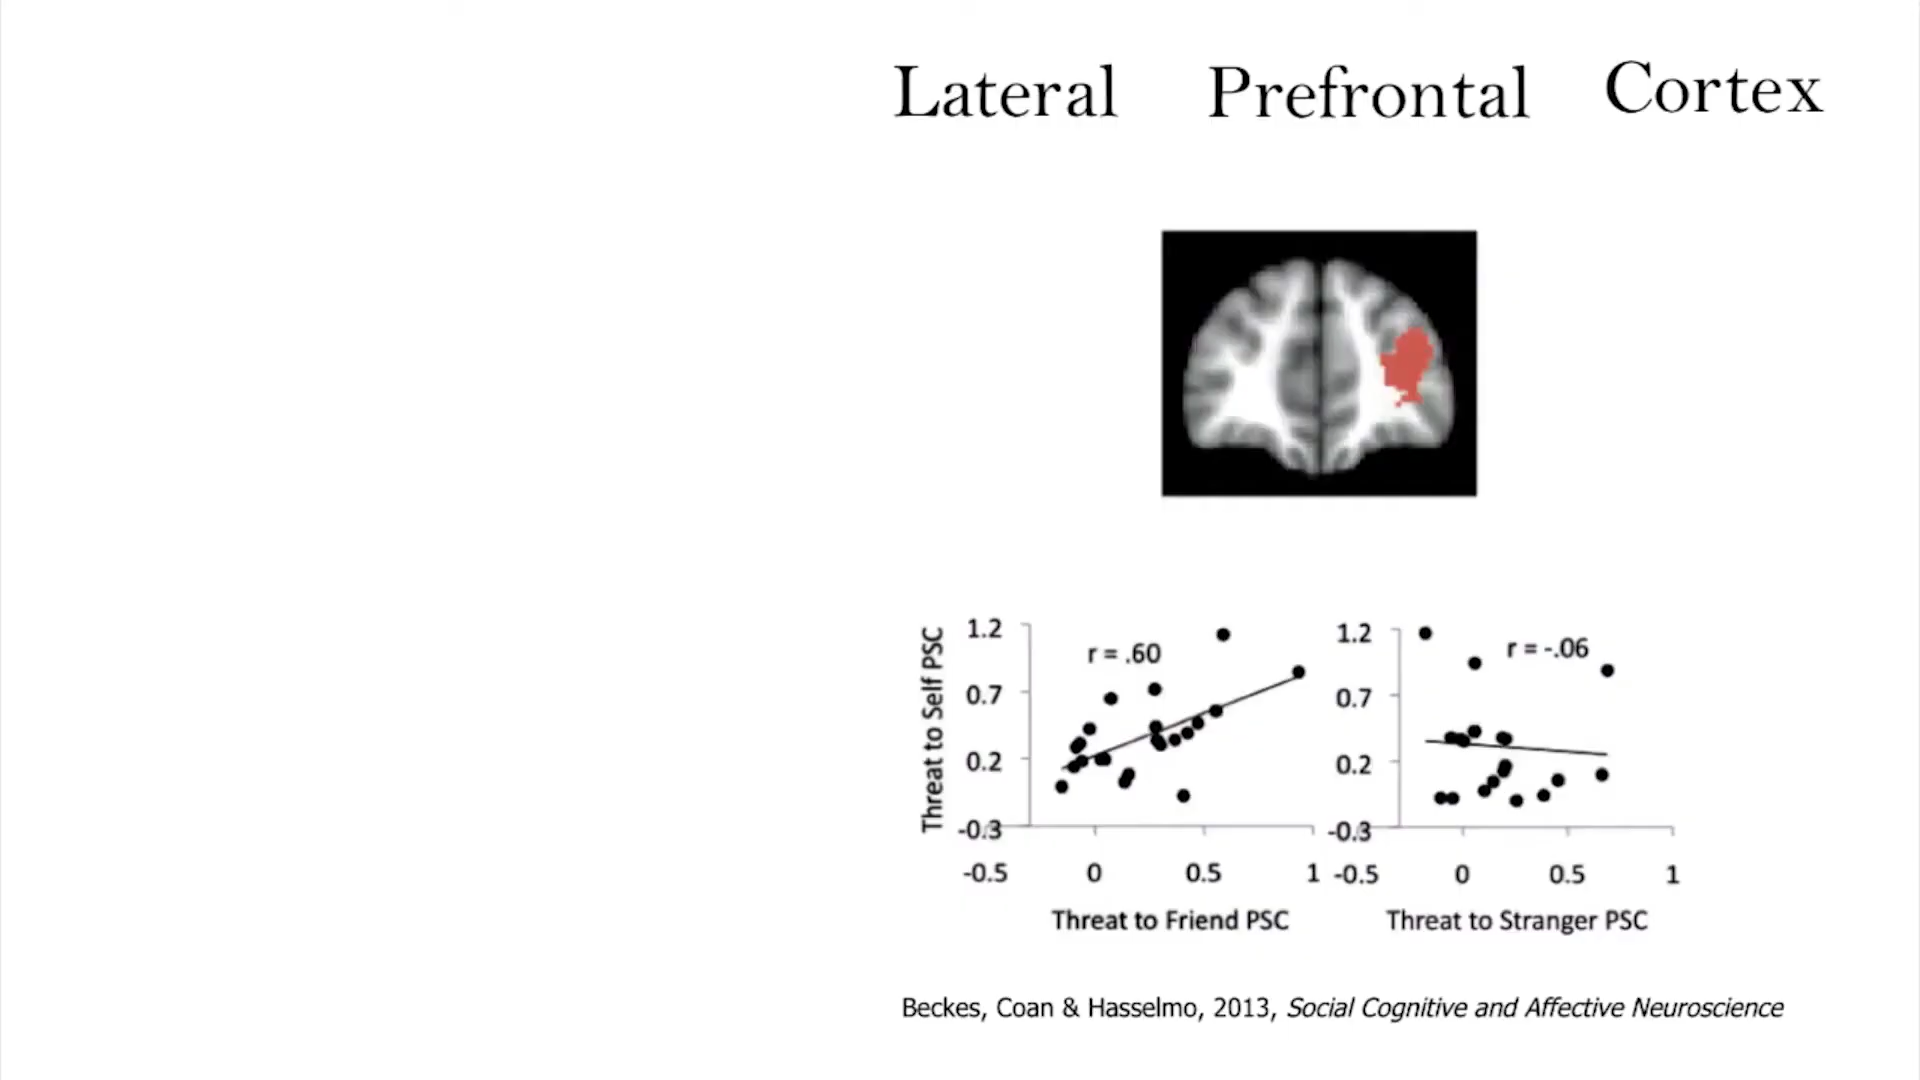 Lateral Prefrontal Cortex
Threat to Self PSC
1.2
0.7
0.2
-0.3
r = .60
-0.5 0 0.5 1
Threat to Friend PSC
1.2
0.7
0.2
-0.3
r = -.06
-0.5 0 0.5 1
Threat to Stranger PSC
Beckes, Coan & Hasselmo, 2013, Social Cognitive and Affective Neuroscience